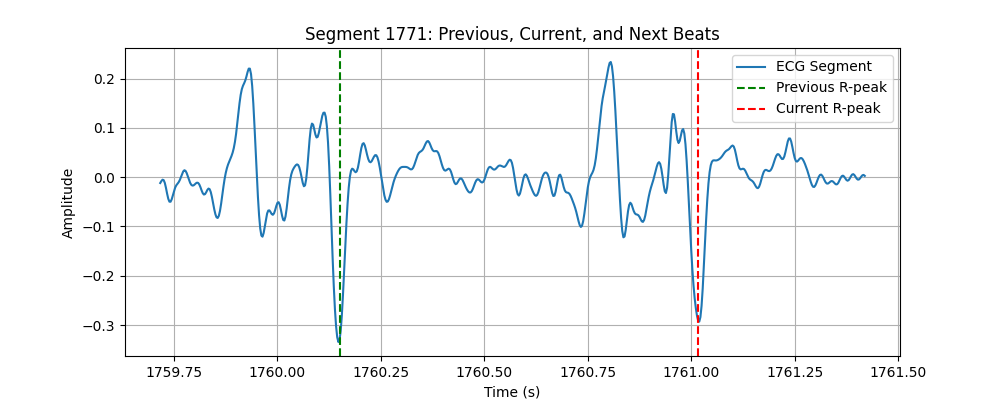 Segment 1771: Previous, Current, and Next Beats
ECG Segment
Previous R-peak
Current R-peak
Amplitude
0.2
0.1
0.0
−0.1
−0.2
−0.3
1759.75 1760.00 1760.25 1760.50 1760.75 1761.00 1761.25 1761.50
Time (s)